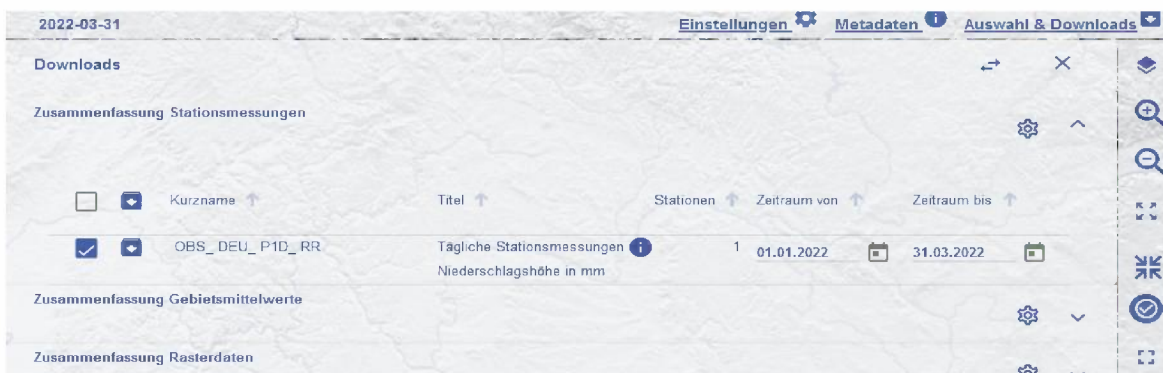 2022-03-31 Einstellungen Metadaten Auswahl & Downloads
Downloads
Zusammenfassung Stationsmessungen
Kurzname Titel Stationen Zeitraum von Zeitraum bis
OBS_DEU_P1D_RR Tägliche Stationsmessungen 1 01.01.2022 31.03.2022
Niederschlagshöhe in mm
Zusammenfassung Gebietsmittelwerte
Zusammenfassung Rasterdaten